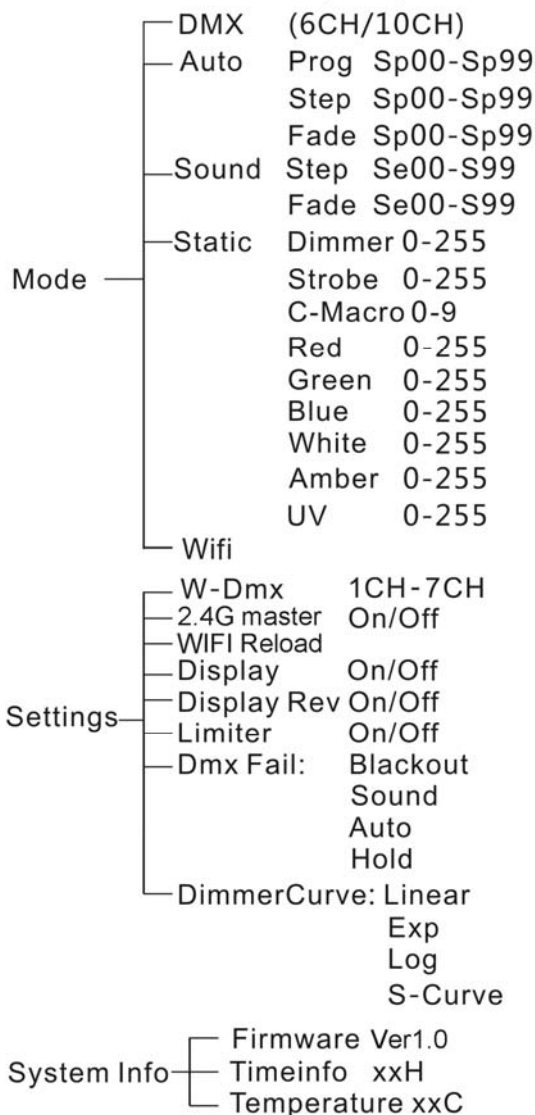 DMX (6CH/10CH)
Auto Prog Sp00-Sp99
Step Sp00-Sp99
Fade Sp00-Sp99
Sound Step Se00-S99
Fade Se00-S99
Static Dimmer 0-255
Mode Strobe 0-255
C-Macro 0-9
Red 0-255
Green 0-255
Blue 0-255
White 0-255
Amber 0-255
UV 0-255
Wifi
W-Dmx 1CH-7CH
2.4G master On/Off
WIFI Reload
Display On/Off
Display Rev On/Off
Settings
Limiter On/Off
Dmx Fail: Blackout
Sound
Auto
Hold
DimmerCurve: Linear
Exp
Log
S-Curve
Firmware Ver1.0
System Info Timeinfo xxH
Temperature xxC